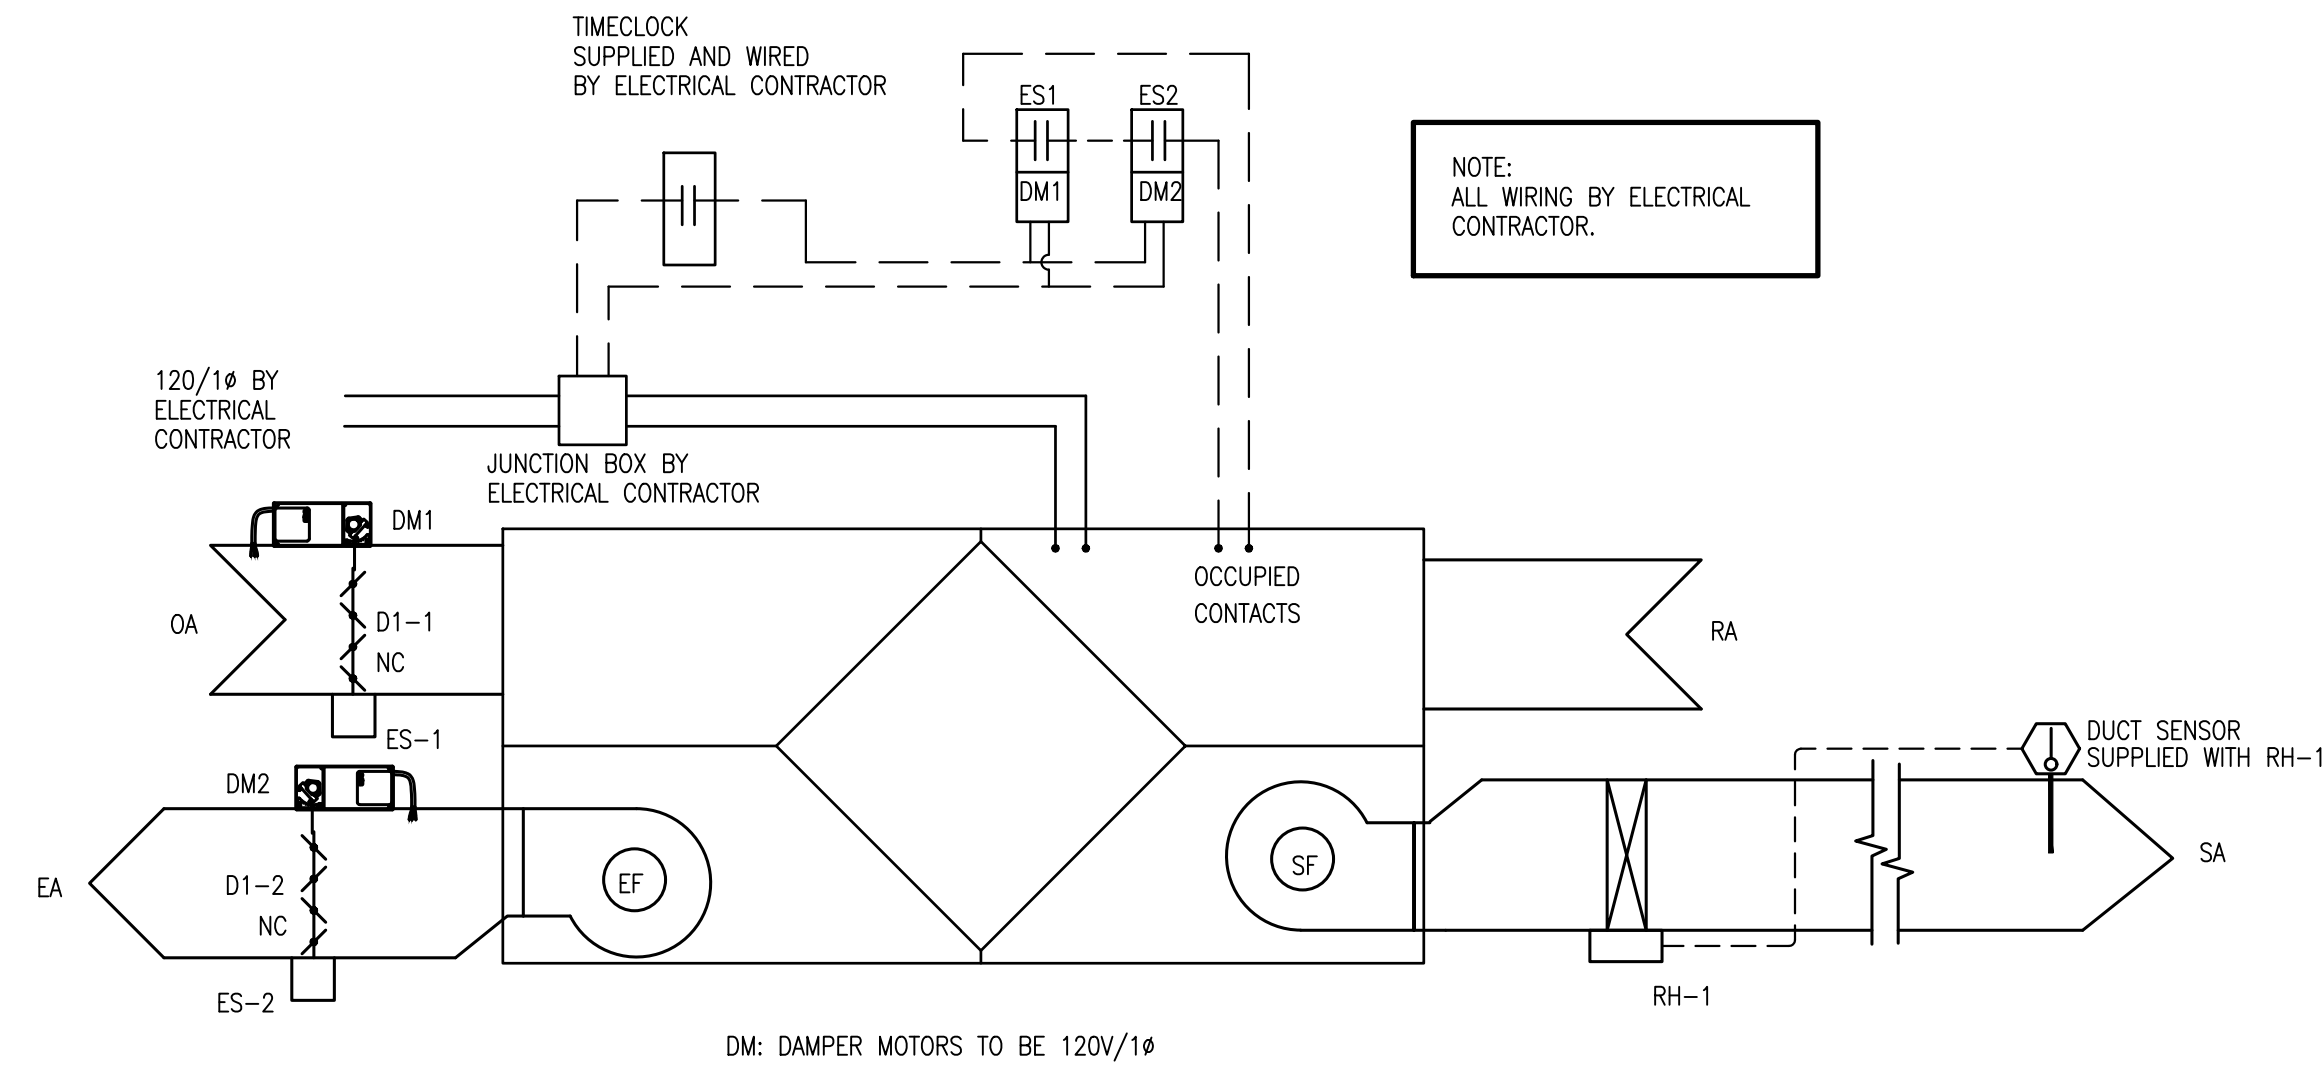 TIMECLOCK
SUPPLIED AND WIRED
BY ELECTRICAL CONTRACTOR
ES1
ES2
DM1
DM2
NOTE:
ALL WIRING BY ELECTRICAL
CONTRACTOR.
120/1ø BY
ELECTRICAL
CONTRACTOR
JUNCTION BOX BY
ELECTRICAL CONTRACTOR
DM1
OCCUPIED
CONTACTS
OA
D1-1
NC
RA
ES-1
DUCT SENSOR
SUPPLIED WITH RH-1
DM2
EA
D1-2
NC
EF
SF
SA
ES-2
RH-1
DM: DAMPER MOTORS TO BE 120V/1ø